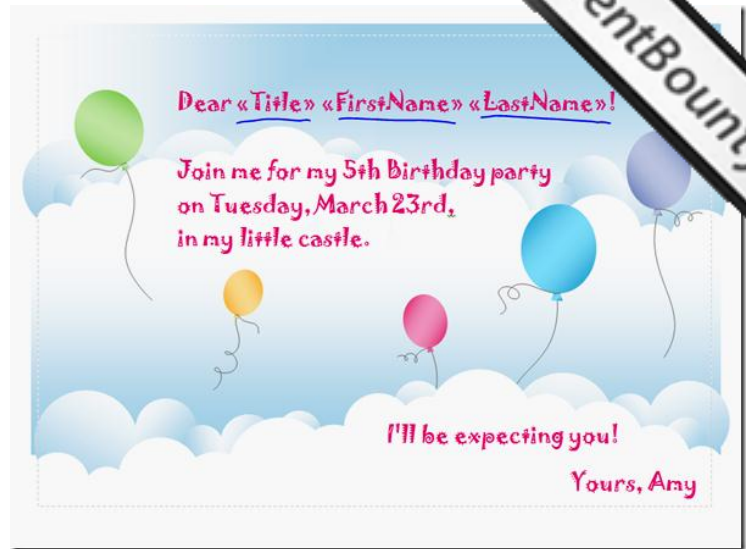 Dear «Title» «FirstName» «LastName»!
Join me for my 5th Birthday party
on Tuesday, March 23rd,
in my little castle.
I'll be expecting you!
Yours, Amy